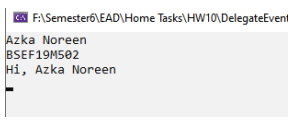 F:\Semester6\EAD\Home Tasks\HW10\DelegateEvent
Azka Noreen
BSEF19M502
Hi, Azka Noreen